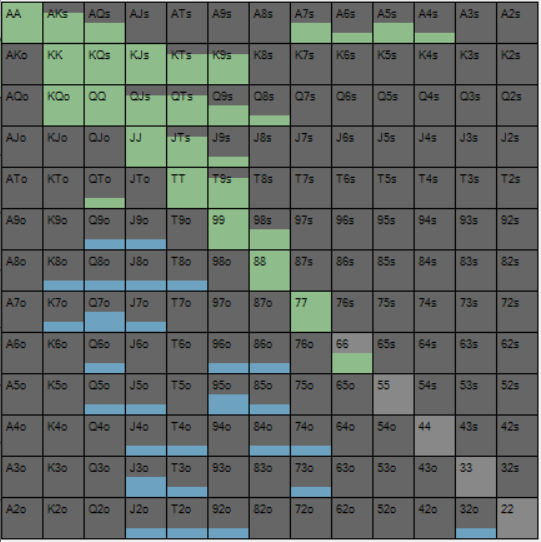 AA AKs AQs AJs ATs A9s A8s A7s A6s A5s A4s A3s A2s
AKo KK KQs KJs KTs K9s K8s K7s K6s K5s K4s K3s K2s
AQo KQo QQ QJs QTs Q9s Q8s Q7s Q6s Q5s Q4s Q3s Q2s
AJo KJo QJo JJ JTs J9s J8s J7s J6s J5s J4s J3s J2s
ATo KTo QTo JTo TT T9s T8s T7s T6s T5s T4s T3s T2s
A9o K9o Q9o J9o T9o 99 98s 97s 96s 95s 94s 93s 92s
A8o K8o Q8o J8o T8o 98o 88 87s 86s 85s 84s 83s 82s
A7o K7o Q7o J7o T7o 97o 87o 77 76s 75s 74s 73s 72s
A6o K6o Q6o J6o T6o 96o 86o 76o 66 65s 64s 63s 62s
A5o K5o Q5o J5o T5o 95o 85o 75o 65o 55 54s 53s 52s
A4o K4o Q4o J4o T4o 94o 84o 74o 64o 54o 44 43s 42s
A3o K3o Q3o J3o T3o 93o 83o 73o 63o 53o 43o 33 32s
A2o K2o Q2o J2o T2o 92o 82o 72o 62o 52o 42o 32o 22